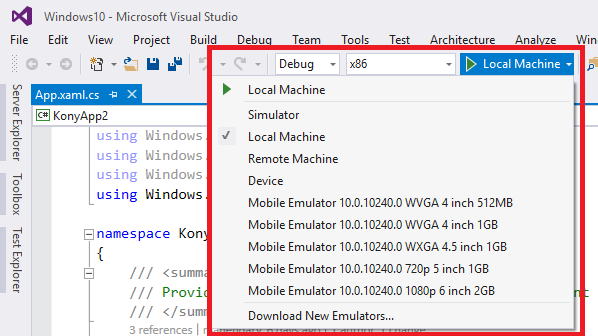 Windows10 - Microsoft Visual Studio
File Edit View Project Build Debug Team Tools Test Architecture Analyze Win
Debug x86 Local Machine
App.xaml.cs
C# KonyApp2
Server Explorer
Toolbox
Test Explorer
Local Machine
Simulator
Local Machine
Remote Machine
Device
Mobile Emulator 10.0.10240.0 WVGA 4 inch 512MB
Mobile Emulator 10.0.10240.0 WVGA 4 inch 1GB
Mobile Emulator 10.0.10240.0 WXGA 4.5 inch 1GB
Mobile Emulator 10.0.10240.0 720p 5 inch 1GB
Mobile Emulator 10.0.10240.0 1080p 6 inch 2GB
Download New Emulators...
using Windows.
using Windows.
using Windows.
using Windows.
namespace Kony
{
/// <summa
/// Provid nt
/// </summ
3 references